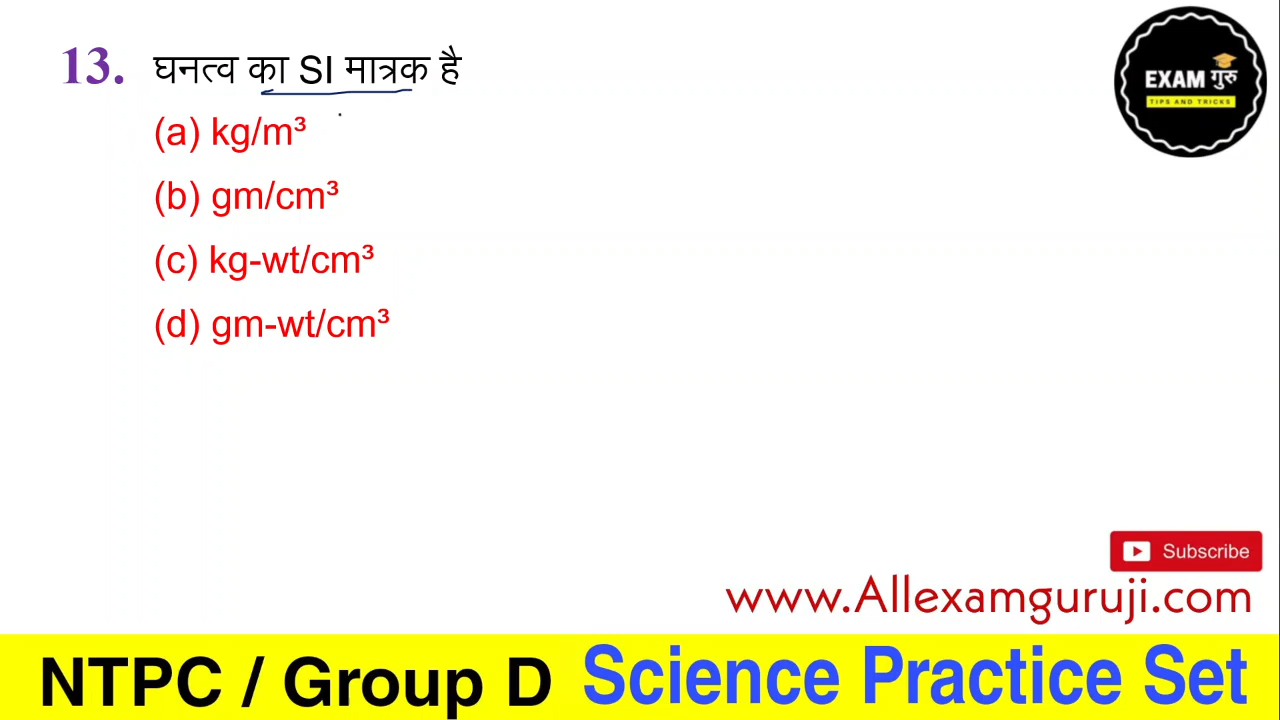 13. घनत्व का SI मात्रक है
EXAM गुरु
TIPS AND TRICKS
(a) kg/m³
(b) gm/cm³
(c) kg-wt/cm³
(d) gm-wt/cm³
Subscribe
www.Allexamguruji.com
NTPC / Group D Science Practice Set